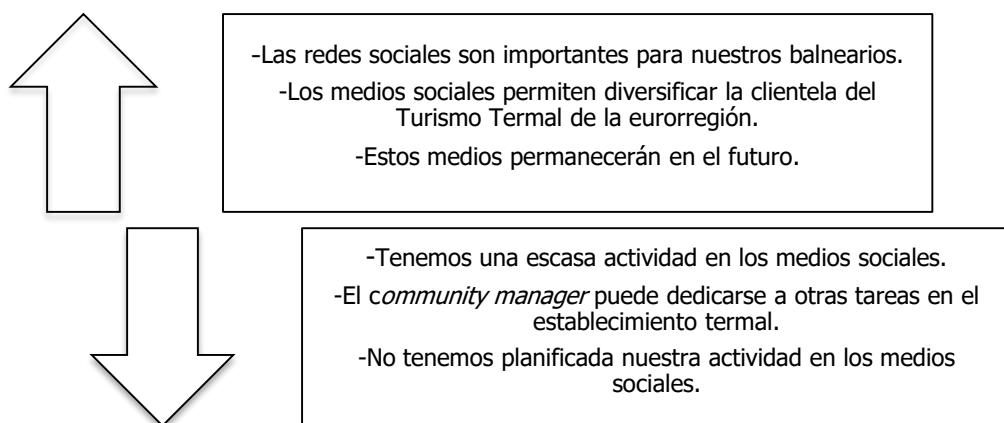 -Las redes sociales son importantes para nuestros balnearios.
-Los medios sociales permiten diversificar la clientela del
Turismo Termal de la eurorregión.
-Estos medios permanecerán en el futuro.
-Tenemos una escasa actividad en los medios sociales.
-El community manager puede dedicarse a otras tareas en el
establecimiento termal.
-No tenemos planificada nuestra actividad en los medios
sociales.